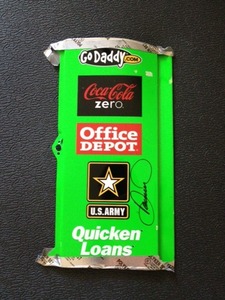 GoDaddy.COM
Coca-Cola
zero
Office
DEPOT
U.S.ARMY
Quicken
Loans